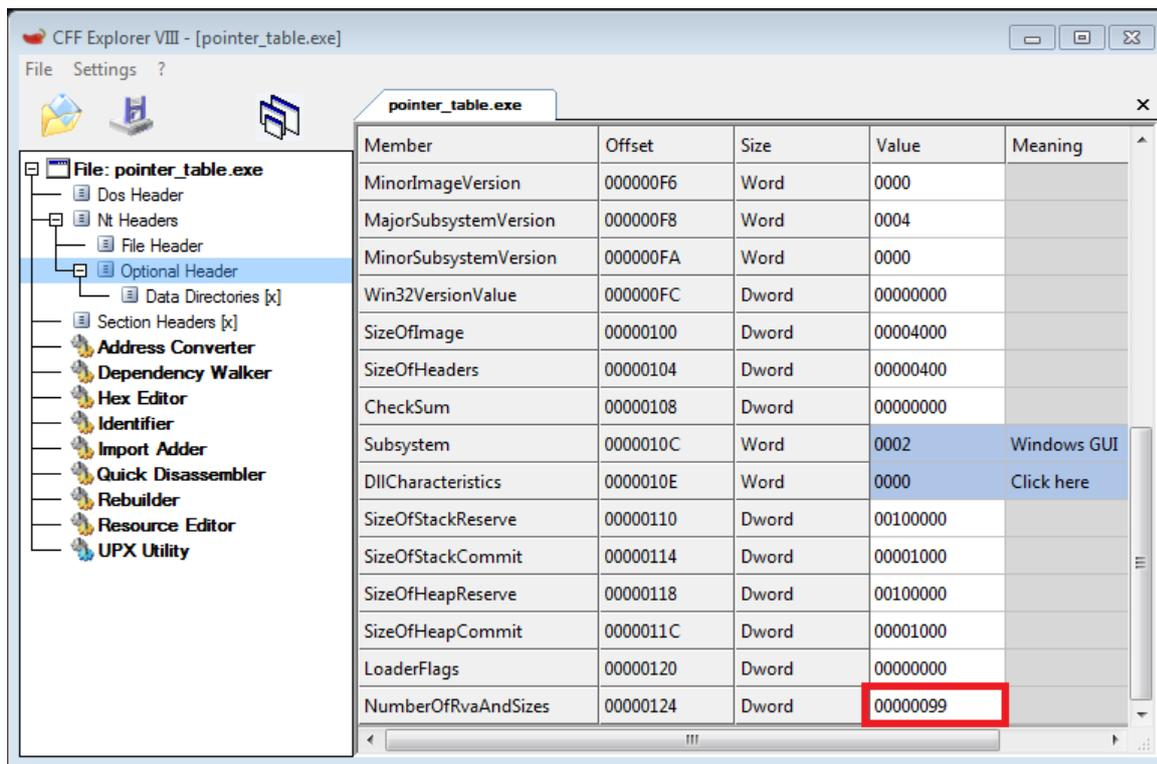 CFF Explorer VIII - [pointer_table.exe]
File Settings ?
pointer_table.exe
File: pointer_table.exe
Dos Header
Nt Headers
File Header
Optional Header
Data Directories [x]
Section Headers [x]
Address Converter
Dependency Walker
Hex Editor
Identifier
Import Adder
Quick Disassembler
Rebuilder
Resource Editor
UPX Utility
Member Offset Size Value Meaning
MinorImageVersion 000000F6 Word 0000
MajorSubsystemVersion 000000F8 Word 0004
MinorSubsystemVersion 000000FA Word 0000
Win32VersionValue 000000FC Dword 00000000
SizeOfImage 00000100 Dword 00004000
SizeOfHeaders 00000104 Dword 00000400
CheckSum 00000108 Dword 00000000
Subsystem 0000010C Word 0002 Windows GUI
DllCharacteristics 0000010E Word 0000 Click here
SizeOfStackReserve 00000110 Dword 00100000
SizeOfStackCommit 00000114 Dword 00001000
SizeOfHeapReserve 00000118 Dword 00100000
SizeOfHeapCommit 0000011C Dword 00001000
LoaderFlags 00000120 Dword 00000000
NumberOfRvaAndSizes 00000124 Dword 00000099